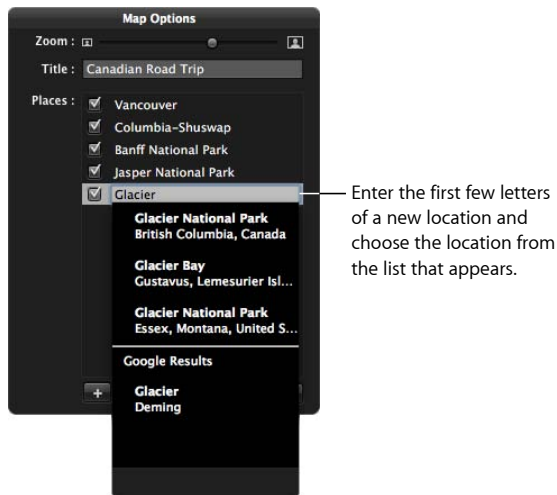 Map Options
Zoom :
Title : Canadian Road Trip
Places : Vancouver
Columbia-Shuswap
Banff National Park
Jasper National Park
Glacier
Glacier National Park
British Columbia, Canada
Glacier Bay
Gustavus, Lemesurier Isl...
Glacier National Park
Essex, Montana, United S...
Google Results
Glacier
Deming
+
Enter the first few letters
of a new location and
choose the location from
the list that appears.